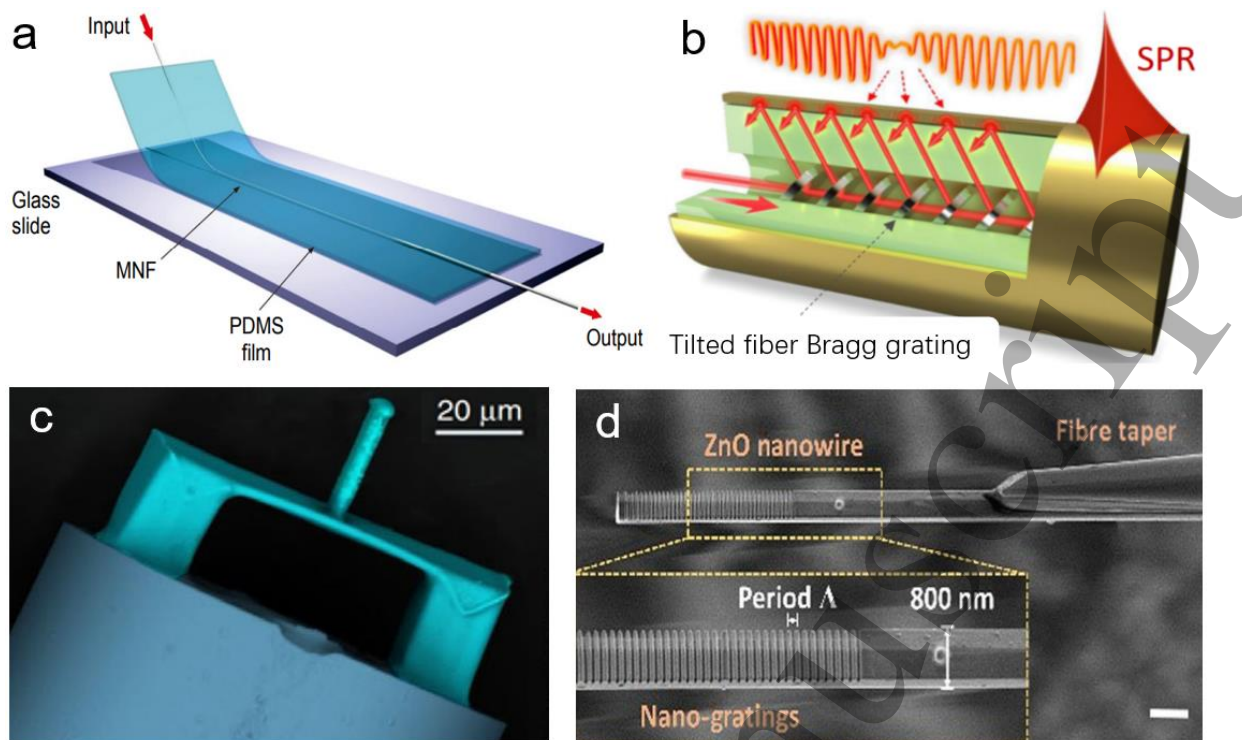 a
Input
Glass
slide
MNF
PDMS
film
Output
b
SPR
Tilted fiber Bragg grating
c
20 μm
d
ZnO nanowire
Fibre taper
Period Λ
800 nm
Nano-gratings
uscript